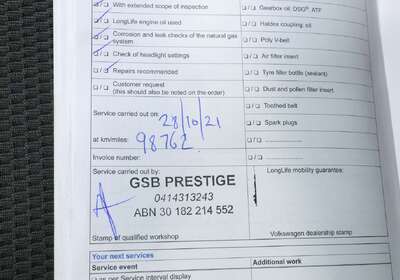 ☑/❑ With extended scope of inspection ❑/❑ Gearbox oil: DSG®, ATF
☑/❑ LongLife engine oil used ❑/❑ Haldex coupling: oil
☑/❑ Corrosion and leak checks of the natural gas system ❑/❑ Poly V-belt
☑/❑ Check of headlight settings ❑/❑ Air filter insert
☑/❑ Repairs recommended ❑/❑ Tyre filler bottle (sealant)
❑/❑ Customer request ❑/❑ Dust and pollen filter insert
(this should also be noted on the order)
❑/❑ Toothed belt
Service carried out on: 28/10/21 ❑/❑ Spark plugs
at km/miles: 98762 ❑/❑
Invoice number: ❑/❑
Service carried out by: LongLife mobility guarantee:
GSB PRESTIGE
0414313243
ABN 30 182 214 552
Stamp of qualified workshop Volkswagen dealership stamp
Your next services
Service event Additional work
as per Service interval display